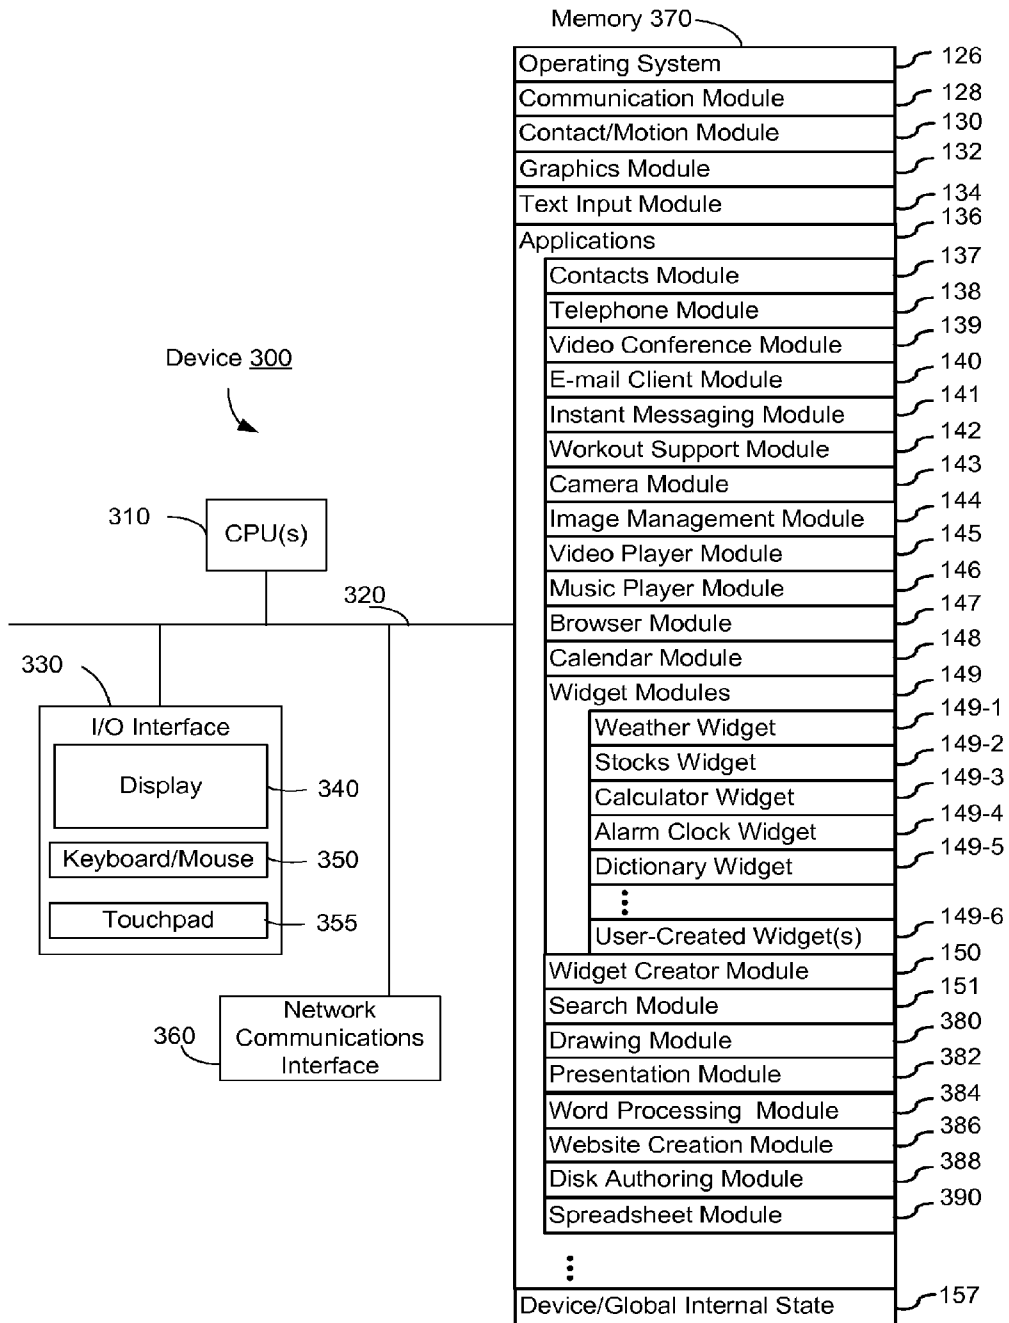 Memory 370
Operating System 126
Communication Module 128
Contact/Motion Module 130
Graphics Module 132
Text Input Module 134
Applications 136
Contacts Module 137
Telephone Module 138
Video Conference Module 139
E-mail Client Module 140
Instant Messaging Module 141
Workout Support Module 142
Camera Module 143
Image Management Module 144
Video Player Module 145
Music Player Module 146
Browser Module 147
Calendar Module 148
Widget Modules 149
Weather Widget 149-1
Stocks Widget 149-2
Calculator Widget 149-3
Alarm Clock Widget 149-4
Dictionary Widget 149-5
User-Created Widget(s) 149-6
Widget Creator Module 150
Search Module 151
Drawing Module 380
Presentation Module 382
Word Processing Module 384
Website Creation Module 386
Disk Authoring Module 388
Spreadsheet Module 390
Device/Global Internal State 157
Device 300
310
CPU(s)
320
330
I/O Interface
Display 340
Keyboard/Mouse 350
Touchpad 355
360
Network
Communications
Interface